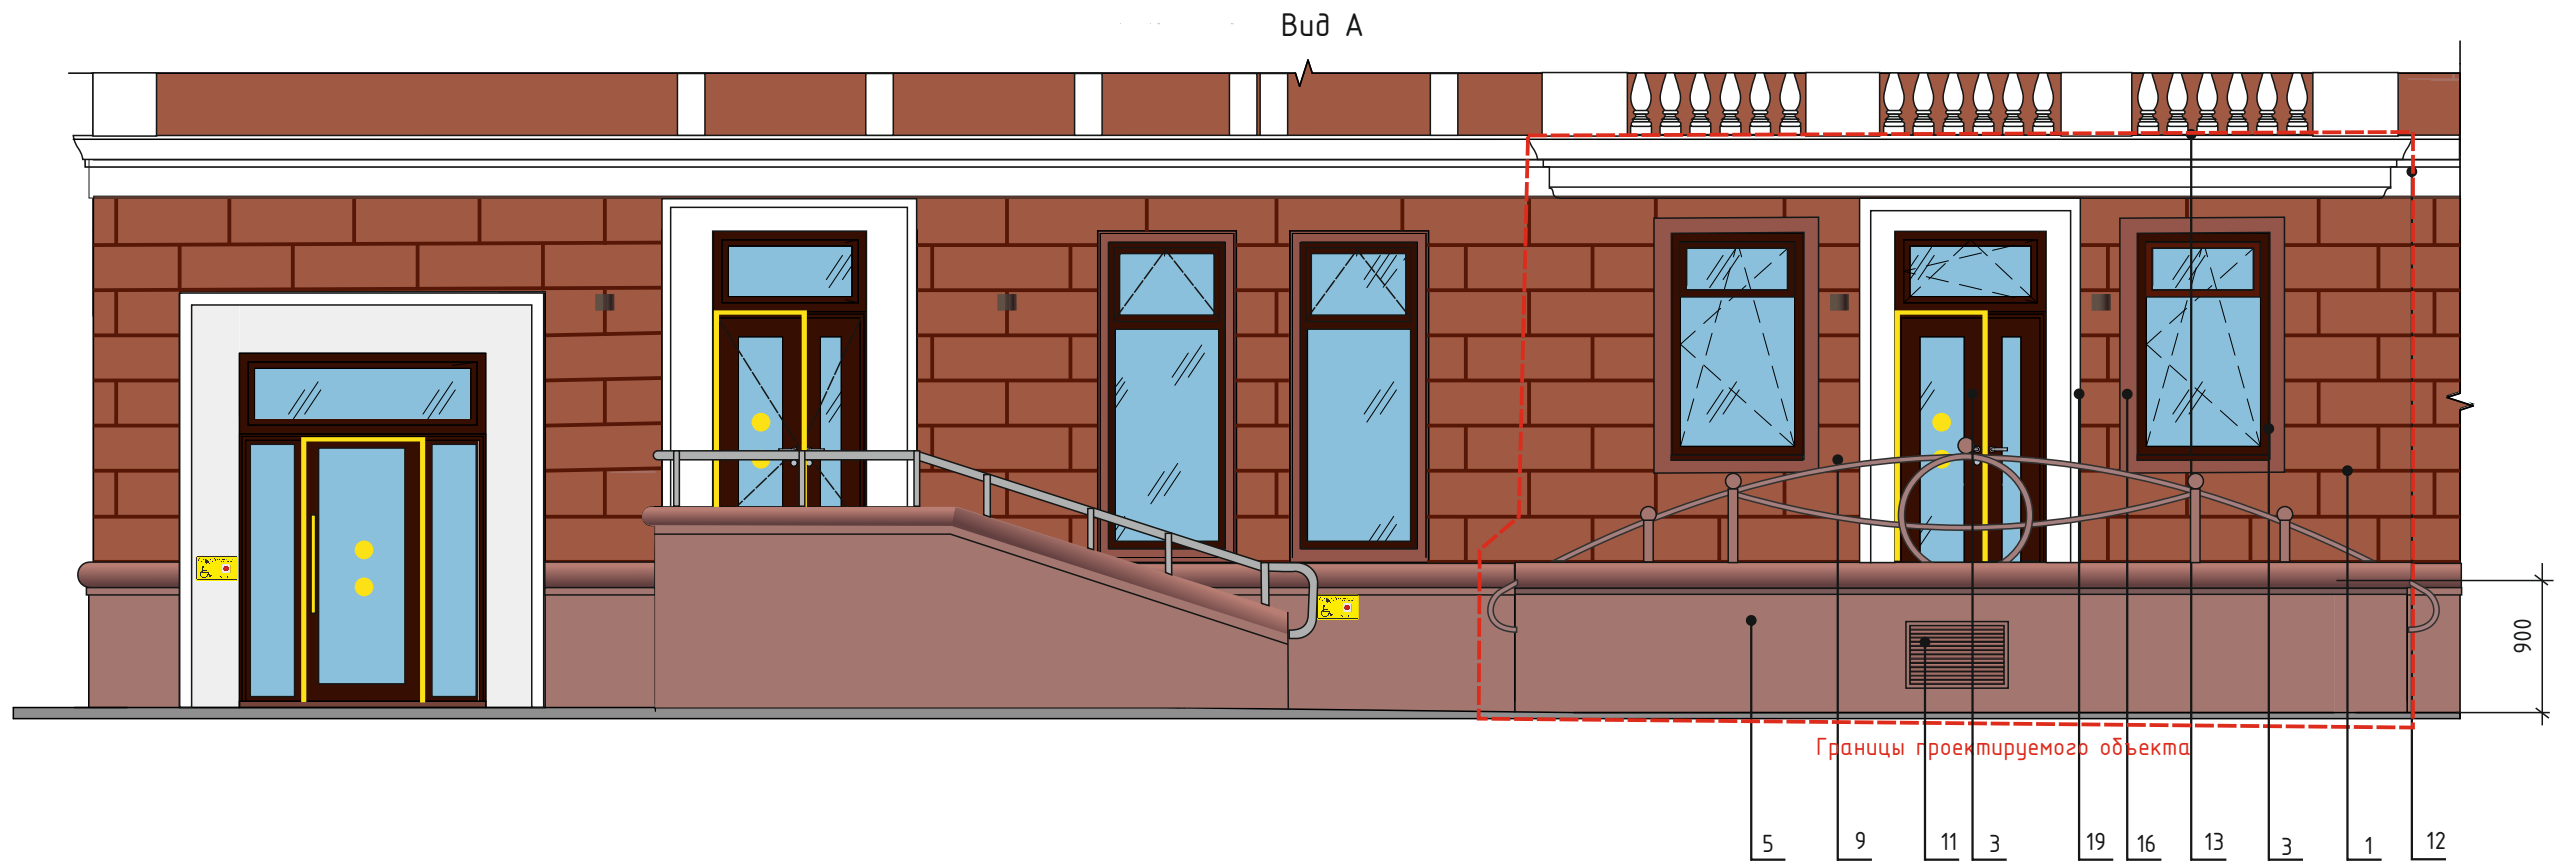 Вид А
900
Границы проектируемого объекта
5 9 11 3 19 16 13 3 1 12